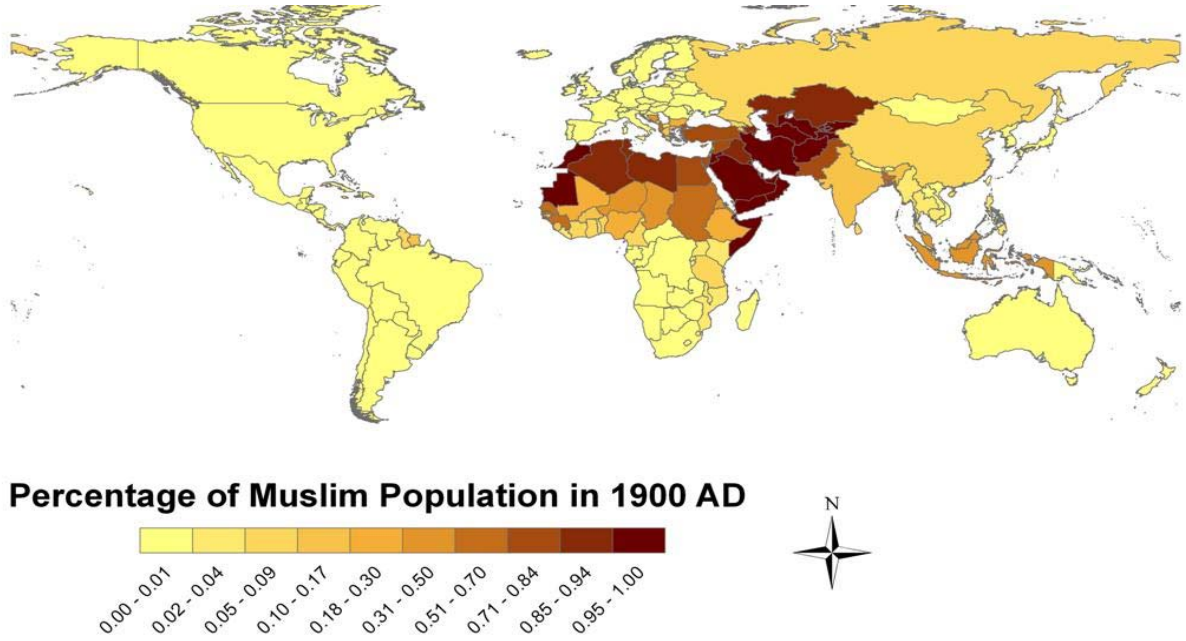 Percentage of Muslim Population in 1900 AD
N
0.00 - 0.01
0.02 - 0.04
0.05 - 0.09
0.10 - 0.17
0.18 - 0.30
0.31 - 0.50
0.51 - 0.70
0.71 - 0.84
0.85 - 0.94
0.95 - 1.00